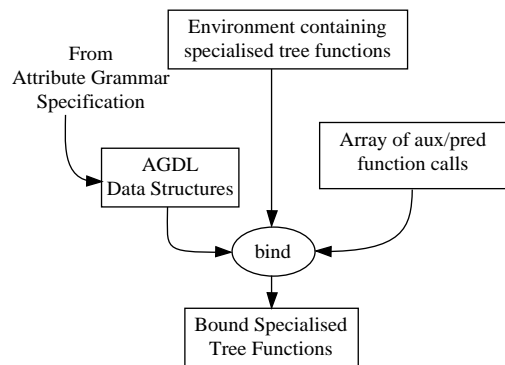 Environment containing
specialised tree functions
From
Attribute Grammar
Specification
Array of aux/pred
function calls
AGDL
Data Structures
bind
Bound Specialised
Tree Functions